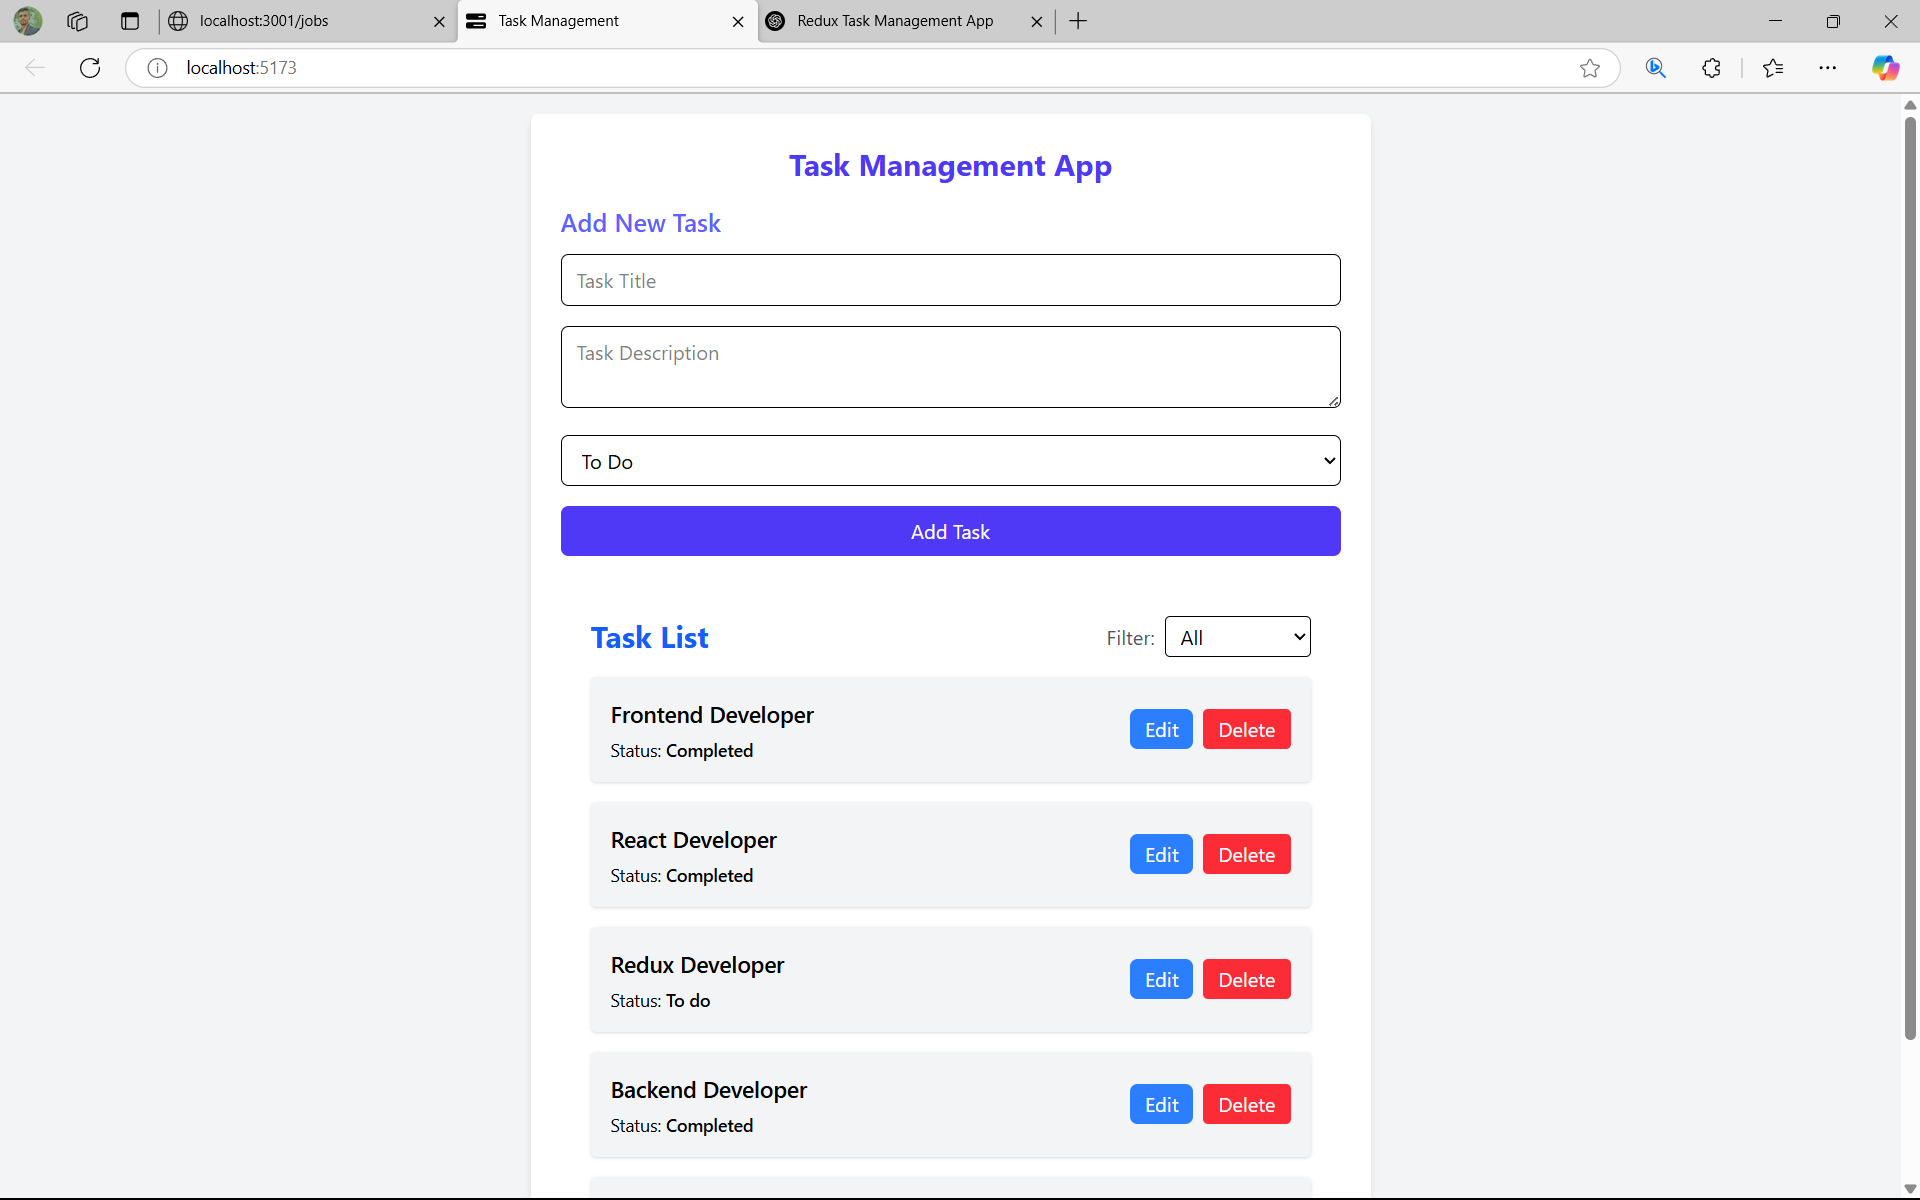 localhost:3001/jobs
Task Management
Redux Task Management App
localhost:5173
Task Management App
Add New Task
Task Title
Task Description
To Do
Add Task
Task List
Filter: All
Frontend Developer
Status: Completed
Edit Delete
React Developer
Status: Completed
Edit Delete
Redux Developer
Status: To do
Edit Delete
Backend Developer
Status: Completed
Edit Delete